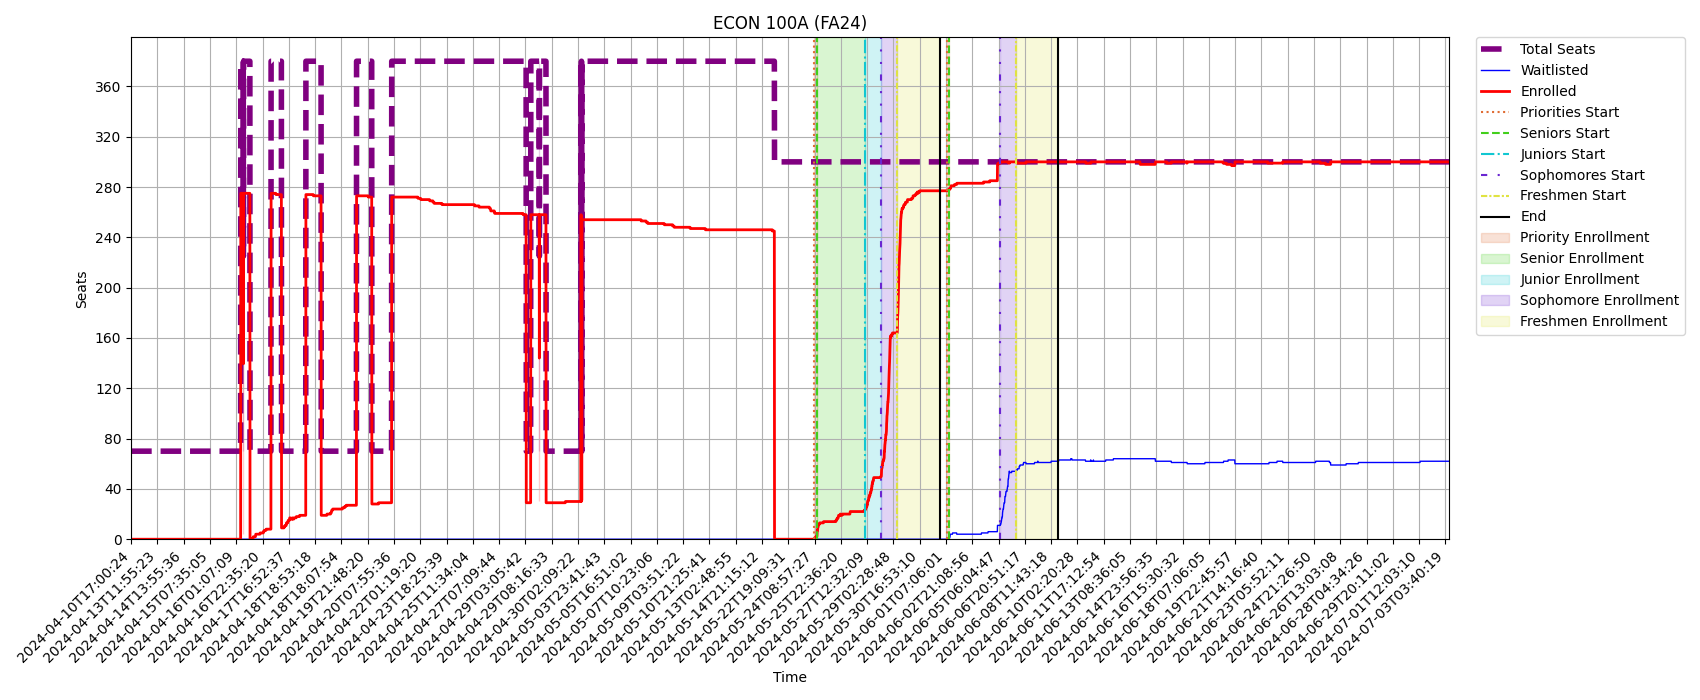 ECON 100A (FA24)
Seats
360
320
280
240
200
160
120
80
40
0
2024-04-10T17:00:24
2024-04-13T11:55:23
2024-04-14T13:55:36
2024-04-15T07:35:05
2024-04-16T01:07:09
2024-04-16T22:35:20
2024-04-17T16:52:37
2024-04-18T18:53:18
2024-04-18T18:07:54
2024-04-19T21:48:20
2024-04-20T07:55:36
2024-04-22T01:19:20
2024-04-23T18:25:39
2024-04-25T11:34:04
2024-04-27T07:09:44
2024-04-29T03:05:42
2024-04-29T08:16:33
2024-04-30T02:09:22
2024-05-03T23:41:43
2024-05-05T16:51:02
2024-05-07T10:23:06
2024-05-09T03:51:22
2024-05-10T21:25:41
2024-05-13T02:48:55
2024-05-14T21:15:12
2024-05-22T19:09:31
2024-05-24T08:57:27
2024-05-25T22:36:20
2024-05-27T12:32:09
2024-05-29T02:28:48
2024-05-30T16:53:10
2024-06-01T07:06:01
2024-06-02T21:08:56
2024-06-05T06:04:47
2024-06-06T20:51:17
2024-06-08T11:43:18
2024-06-10T02:20:28
2024-06-11T17:12:54
2024-06-13T08:36:05
2024-06-14T23:56:35
2024-06-16T15:30:32
2024-06-18T07:06:05
2024-06-19T22:45:57
2024-06-21T14:16:40
2024-06-23T05:52:11
2024-06-24T21:26:50
2024-06-26T13:03:08
2024-06-28T04:34:26
2024-06-29T20:11:02
2024-07-01T12:03:10
2024-07-03T03:40:19
Time
Total Seats
Waitlisted
Enrolled
Priorities Start
Seniors Start
Juniors Start
Sophomores Start
Freshmen Start
End
Priority Enrollment
Senior Enrollment
Junior Enrollment
Sophomore Enrollment
Freshmen Enrollment